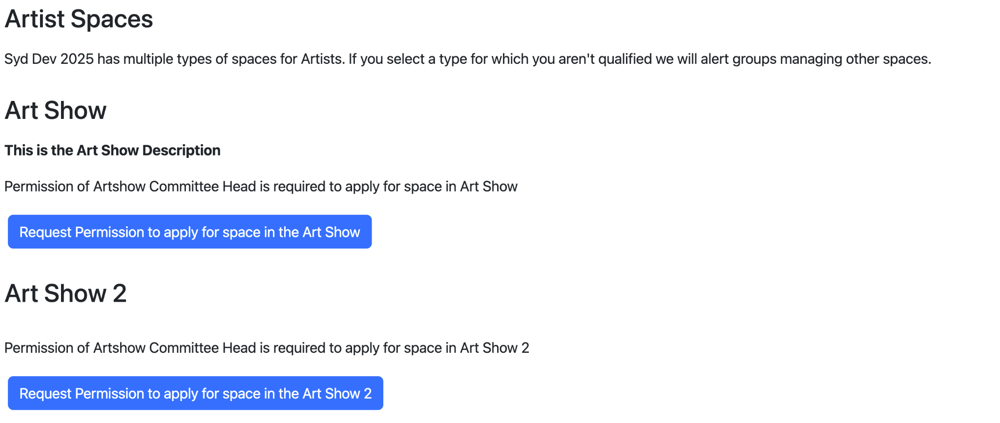 Artist Spaces
Syd Dev 2025 has multiple types of spaces for Artists. If you select a type for which you aren't qualified we will alert groups managing other spaces.
Art Show
This is the Art Show Description
Permission of Artshow Committee Head is required to apply for space in Art Show
Request Permission to apply for space in the Art Show
Art Show 2
Permission of Artshow Committee Head is required to apply for space in Art Show 2
Request Permission to apply for space in the Art Show 2